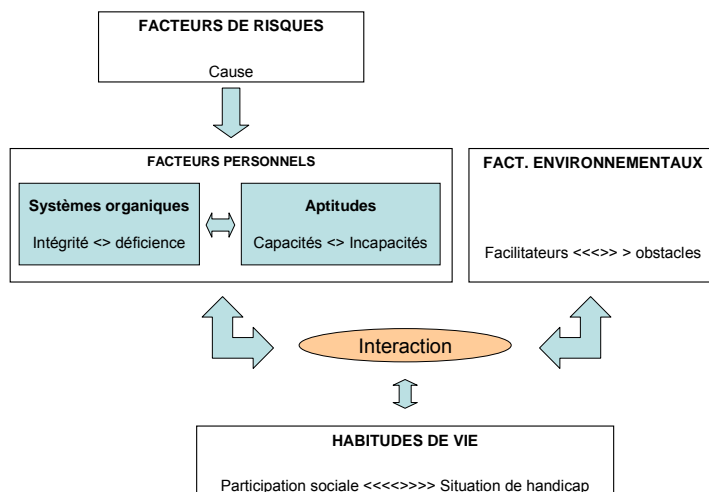 FACTEURS DE RISQUES
Cause
FACTEURS PERSONNELS
Systèmes organiques
Intégrité <> déficience
Aptitudes
Capacités <> Incapacités
FACT. ENVIRONNEMENTAUX
Facilitateurs <<<>> > obstacles
Interaction
HABITUDES DE VIE
Participation sociale <<<<>>>> Situation de handicap